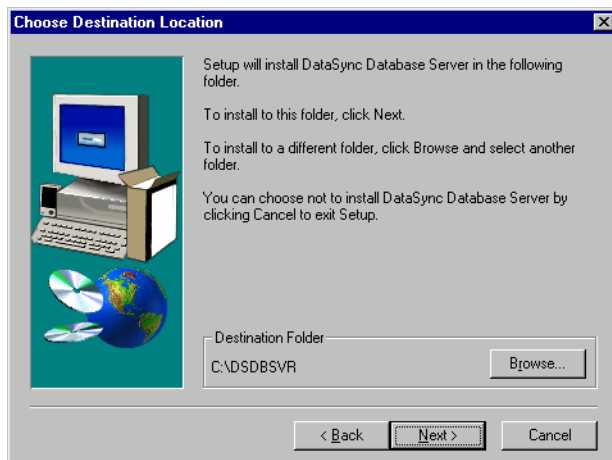 Choose Destination Location
Setup will install DataSync Database Server in the following
folder.
To install to this folder, click Next.
To install to a different folder, click Browse and select another
folder.
You can choose not to install DataSync Database Server by
clicking Cancel to exit Setup.
Destination Folder
C:\DSDBSVR
Browse...
< Back
Next >
Cancel